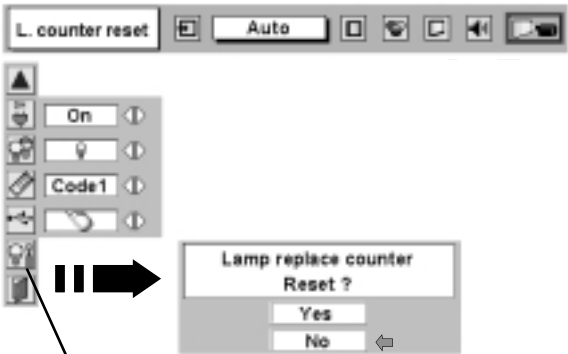 L. counter reset
Auto
On
Code1
Lamp replace counter
Reset ?
Yes
No